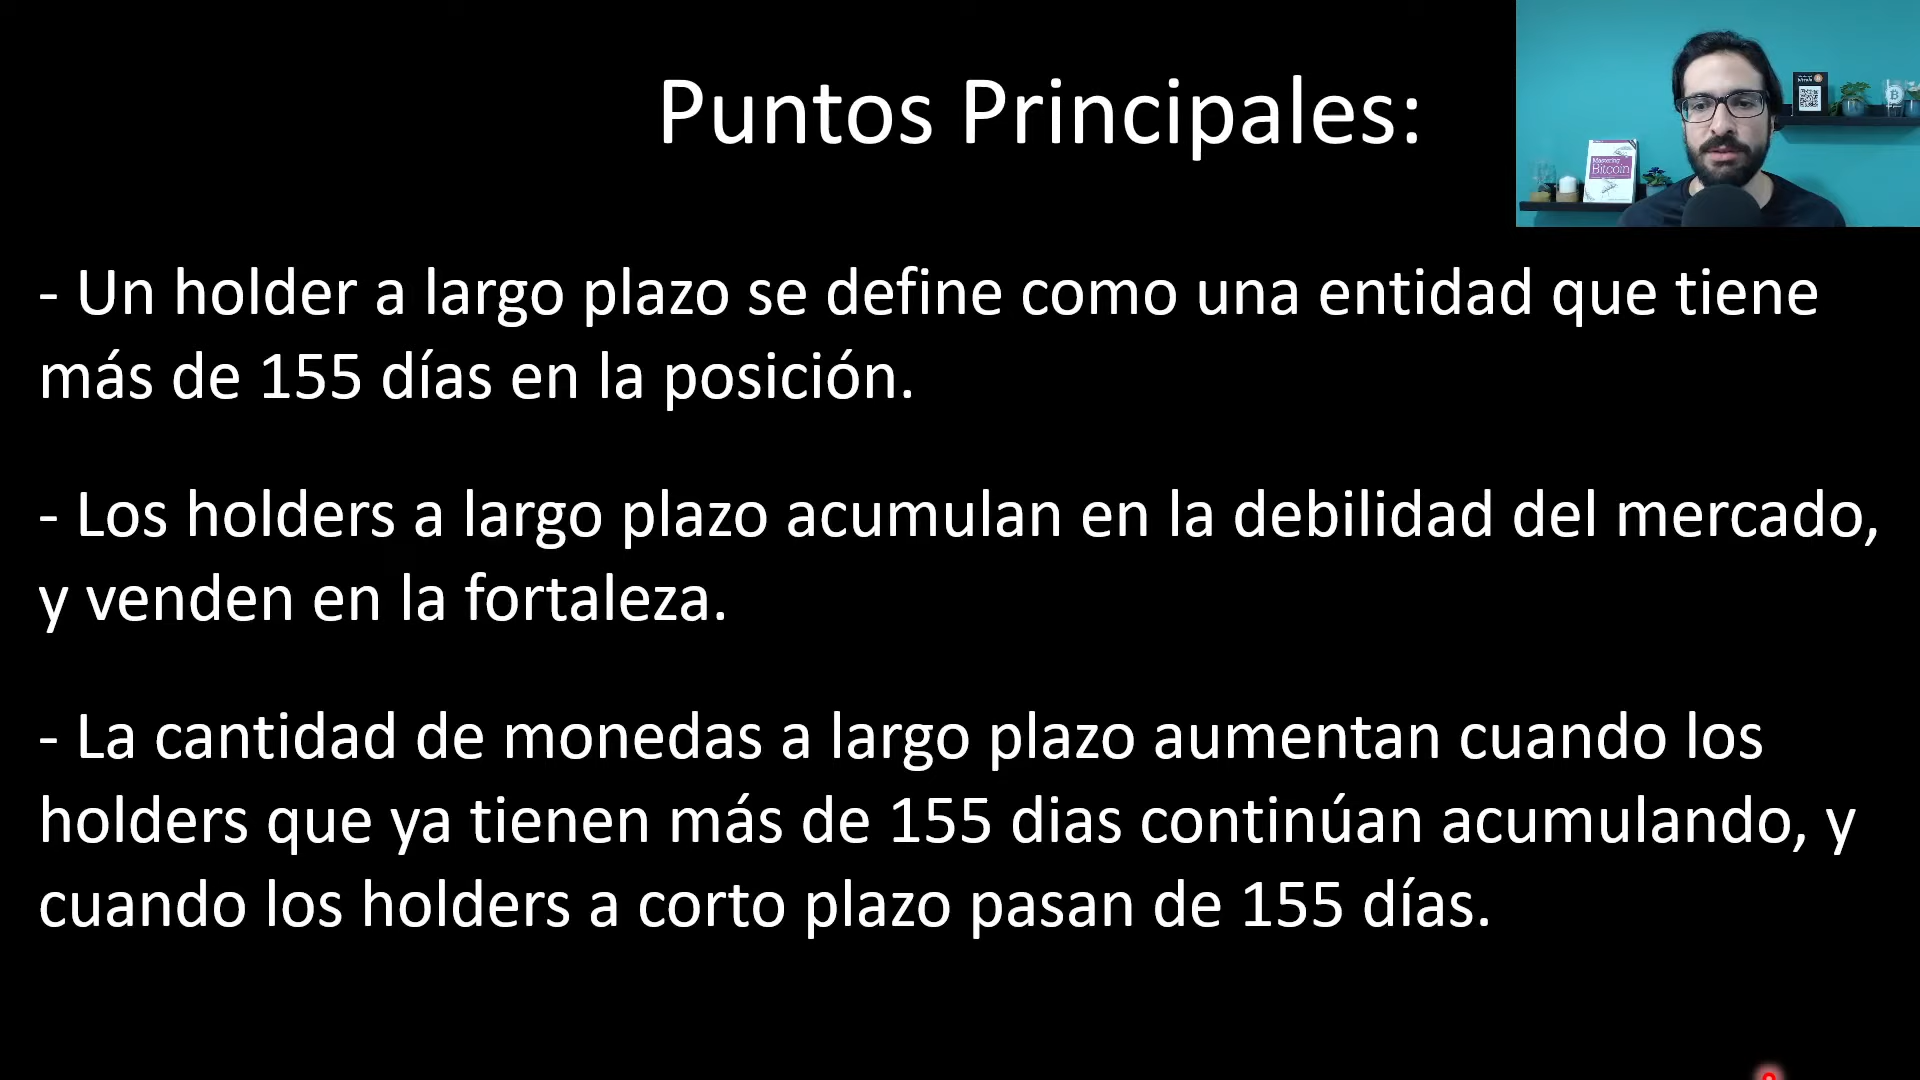 Puntos Principales:
Mastering
Bitcoin
- Un holder a largo plazo se define como una entidad que tiene
más de 155 días en la posición.
- Los holders a largo plazo acumulan en la debilidad del mercado,
y venden en la fortaleza.
- La cantidad de monedas a largo plazo aumentan cuando los
holders que ya tienen más de 155 dias continúan acumulando, y
cuando los holders a corto plazo pasan de 155 días.